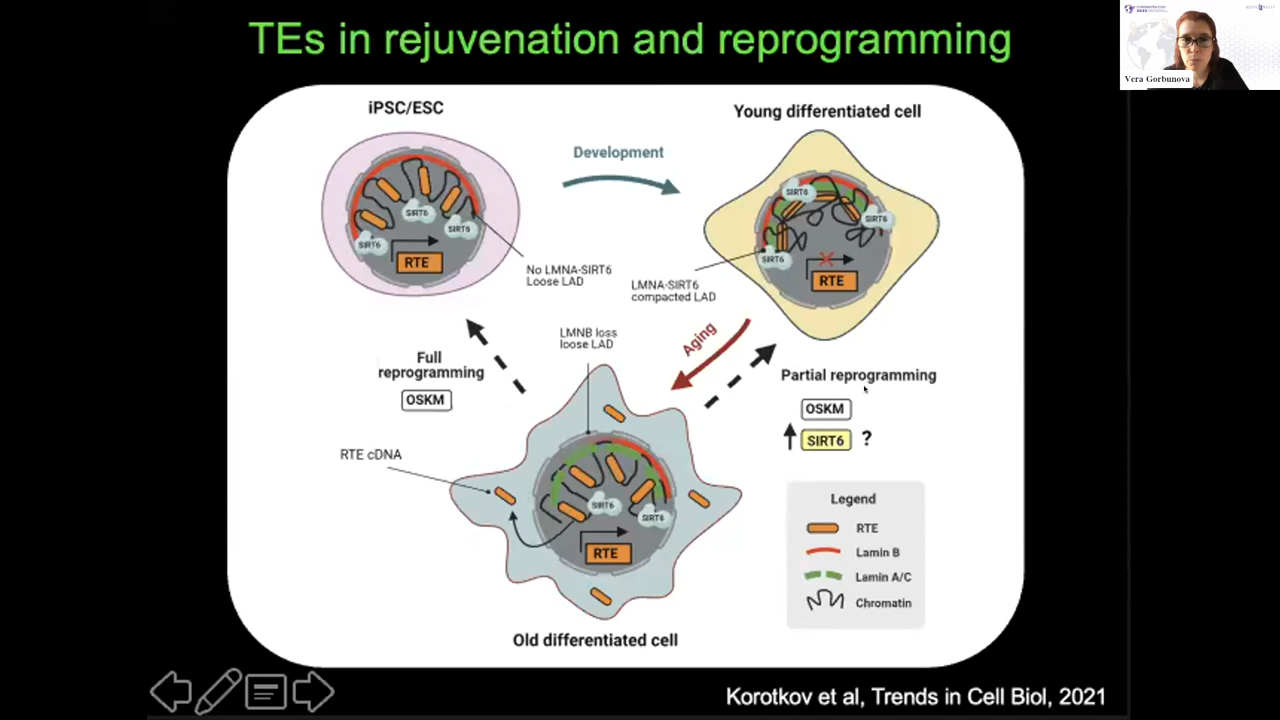 TEs in rejuvenation and reprogramming
Vera Gorbunova
iPSC/ESC
Young differentiated cell
Development
SIRT6
SIRT6
SIRT6
RTE
SIRT6
SIRT6
SIRT6
RTE
No LMNA-SIRT6
Loose LAD
LMNA-SIRT6
compacted LAD
LMNB loss
loose LAD
Aging
Full
reprogramming
OSKM
Partial reprogramming
OSKM
SIRT6 ?
RTE cDNA
SIRT6
SIRT6
RTE
Legend
RTE
Lamin B
Lamin A/C
Chromatin
Old differentiated cell
Korotkov et al, Trends in Cell Biol, 2021